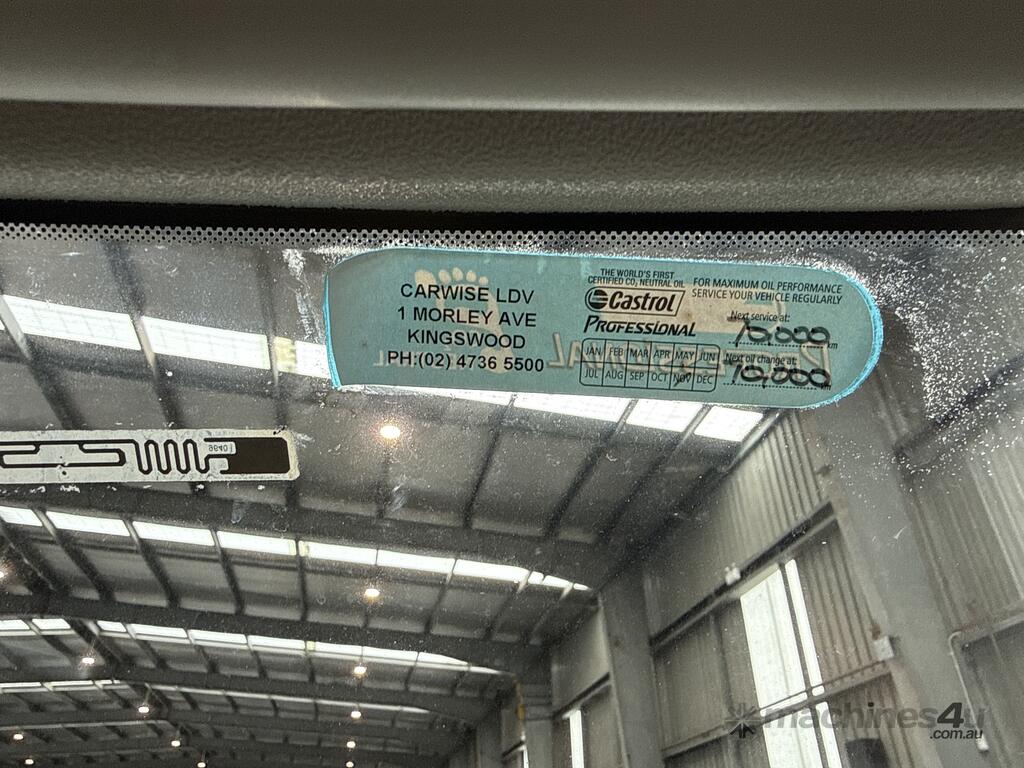 CARWISE LDV
1 MORLEY AVE
KINGSWOOD
PH:(02) 4736 5500
THE WORLD'S FIRST
CERTIFIED CO₂ NEUTRAL OIL
Castrol
PROFESSIONAL
JAN FEB MAR APR MAY JUN
JUL AUG SEP OCT NOV DEC
FOR MAXIMUM OIL PERFORMANCE
SERVICE YOUR VEHICLE REGULARLY
Next service at:
70,000 km
Next oil change at:
70,000
machines4u
.com.au